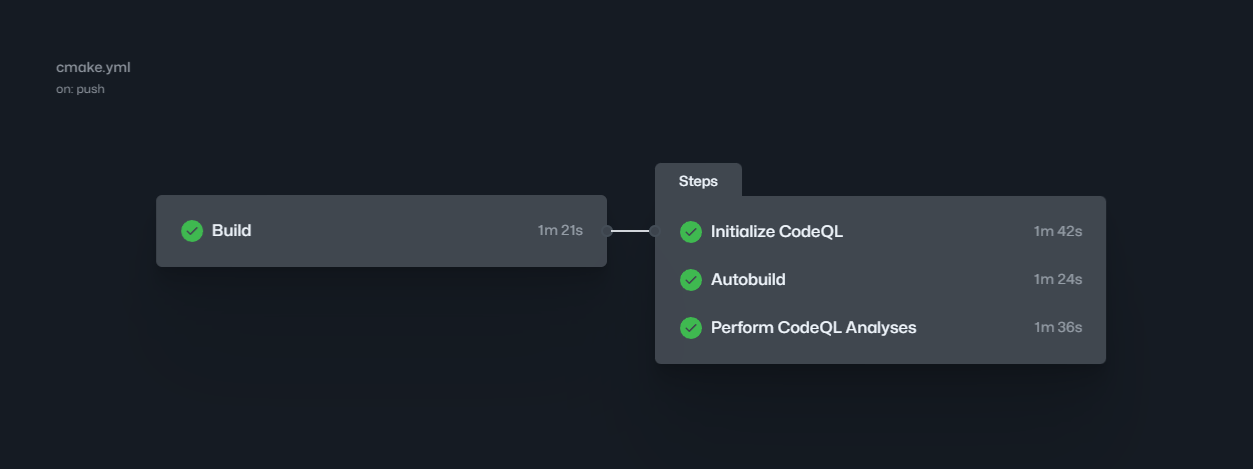 cmake.yml
on: push
Build 1m 21s
Steps
Initialize CodeQL 1m 42s
Autobuild 1m 24s
Perform CodeQL Analyses 1m 36s